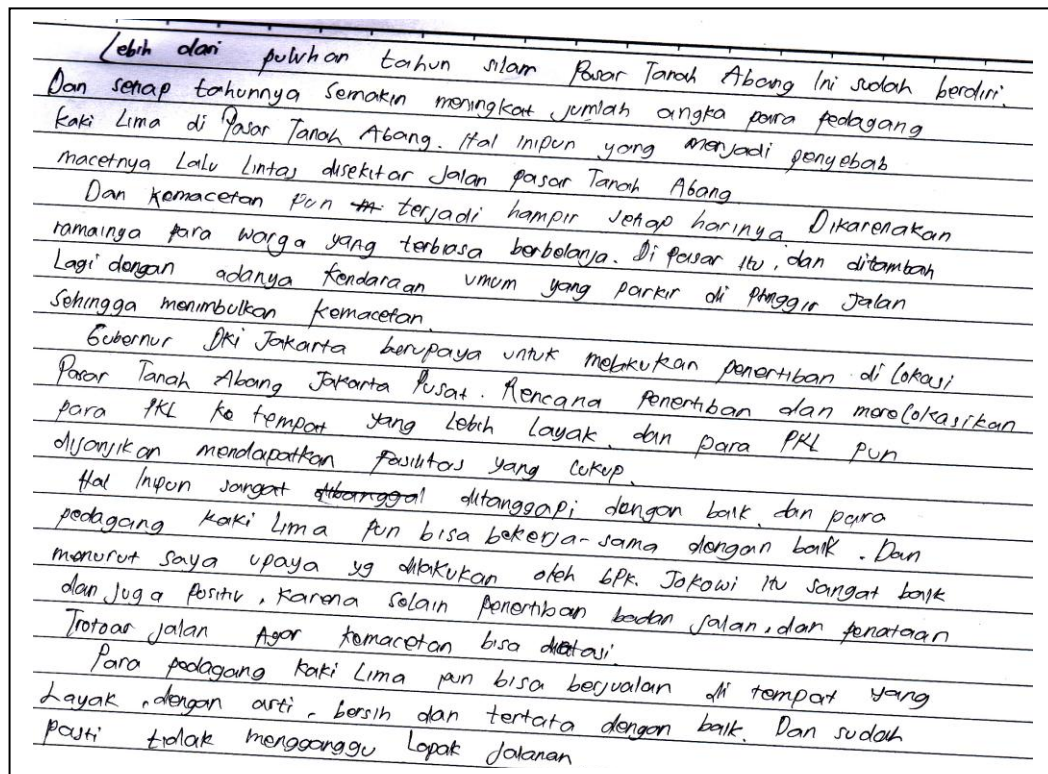 Lebih dari puluhan tahun silam Pasar Tanah Abang Ini sudah berdiri.
Dan setiap tahunnya semakin meningkat jumlah angka para pedagang
kaki Lima di Pasar Tanah Abang. Hal inipun yang menjadi penyebab
macetnya Lalu Lintas disekitar Jalan pasar Tanah Abang
Dan Kemacetan Pun terjadi hampir setiap harinya Dikarenakan
ramainya para warga yang terbiasa berbelanja. Di pasar itu, dan ditambah
Lagi dengan adanya kendaraan umum yang parkir di Pinggir Jalan
Sehingga menimbulkan kemacetan.
Gubernur DKi Jakarta berupaya untuk melakukan penertiban di Lokasi
Pasar Tanah Abang Jakarta Pusat. Rencana Penertiban dan merelokasikan
para PKL ke tempat yang Lebih Layak, dan para PKL pun
dijanjikan mendapatkan Fasilitas yang cukup.
Hal Inipun sangat ditanggapi dengan baik, dan para
pedagang kaki Lima pun bisa bekerja-sama dengan baik. Dan
menurut saya upaya yg dilakukan oleh bPk. Jokowi itu sangat baik
dan Juga Positiv, Karena selain penertiban badan jalan, dan penataan
Trotoar jalan Agar kemacetan bisa diatasi.
Para pedagang kaki Lima pun bisa berjualan di tempat yang
Layak, dengan arti, bersih dan tertata dengan baik. Dan sudah
pasti tidak mengganggu Lapak Jalanan